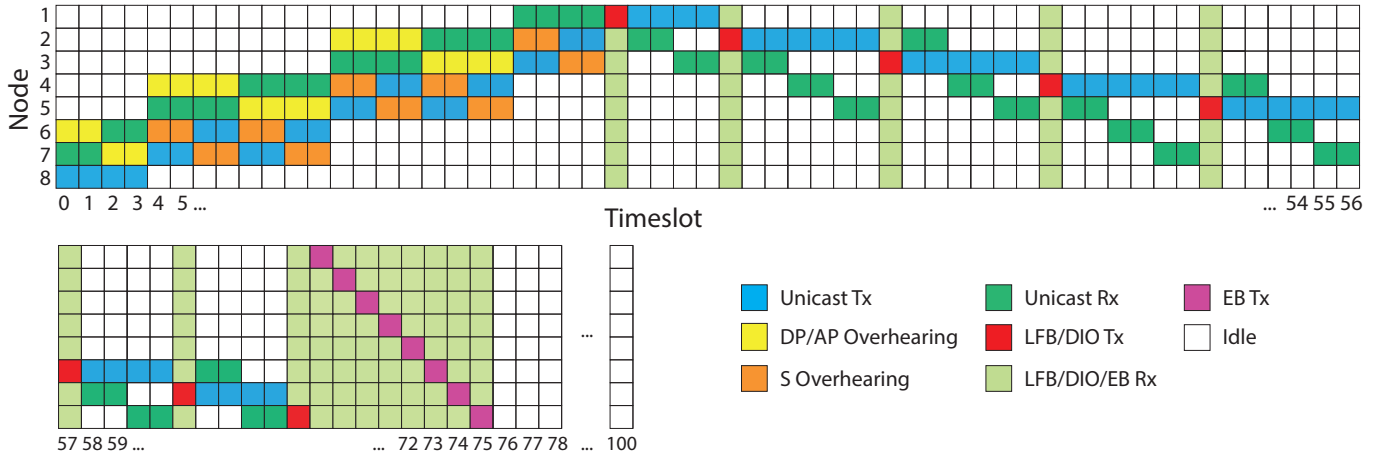 Node
1
2
3
4
5
6
7
8
0 1 2 3 4 5 ... ... 54 55 56
Timeslot
57 58 59 ... ... 72 73 74 75 76 77 78 ... 100
...
Unicast Tx Unicast Rx EB Tx
DP/AP Overhearing LFB/DIO Tx Idle
S Overhearing LFB/DIO/EB Rx